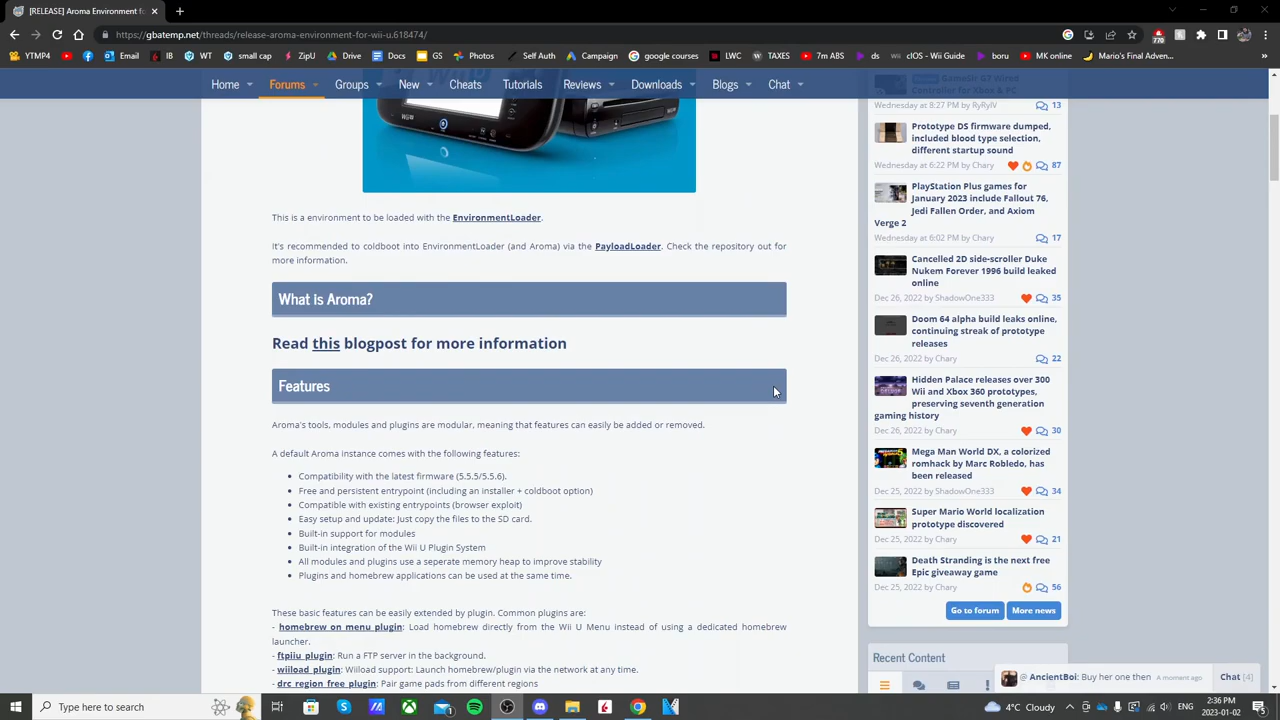 [RELEASE] Aroma Environment f
https://gbatemp.net/threads/release-aroma-environment-for-wii-u.618474/
YTMP4
Email
IB
WT
small cap
ZipU
Drive
Docs
GS
Photos
Self Auth
Campaign
google courses
LWC
TAXES
7m ABS
ds
cIOS - Google Driv...
boru
MK online
Mario's Final Adven...
Home
Forums
Groups
New
Cheats
Tutorials
Reviews
Downloads
Blogs
Chat
This is a environment to be loaded with the EnvironmentLoader.
It's recommended to coldboot into EnvironmentLoader (and Aroma) via the PayloadLoader. Check the repository out for
more information.
What is Aroma?
Read this blogpost for more information
Features
Aroma's tools, modules and plugins are modular, meaning that features can easily be added or removed.
A default Aroma instance comes with the following features:
Compatibility with the latest firmware (5.5.5/5.5.6).
Free and persistent entrypoint (including an installer + coldboot option)
Compatible with existing entrypoints (browser exploit)
Easy setup and update: Just copy the files to the SD card.
Built-in support for modules
Built-in integration of the Wii U Plugin System
All modules and plugins use a seperate memory heap to improve stability
Plugins and homebrew applications can be used at the same time.
These basic features can be easily extended by plugin. Common plugins are:
- homebrew_on_menu_plugin: Load homebrew directly from the Wii U Menu instead of using a dedicated homebrew
launcher.
- ftpiiu_plugin: Run a FTP server in the background.
- wiiload_plugin: Wiiload support: Launch homebrew/plugin via the network at any time.
- drc_region_free_plugin: Pair game pads from different regions
GameSir G7 Wired
Controller for Xbox & PC
Wednesday at 8:27 PM by RyRyIV
13
Prototype DS firmware dumped,
included blood type selection,
different startup sound
Wednesday at 6:22 PM by Chary
87
PlayStation Plus games for
January 2023 include Fallout 76,
Jedi Fallen Order, and Axiom
Verge 2
Wednesday at 6:02 PM by Chary
17
Cancelled 2D side-scroller Duke
Nukem Forever 1996 build leaked
online
Dec 26, 2022 by ShadowOne333
35
Doom 64 alpha build leaks online,
continuing streak of prototype
releases
Dec 26, 2022 by Chary
22
Hidden Palace releases over 300
Wii and Xbox 360 prototypes,
preserving seventh generation
gaming history
Dec 26, 2022 by Chary
30
Mega Man World DX, a colorized
romhack by Marc Robledo, has
been released
Dec 25, 2022 by ShadowOne333
34
Super Mario World localization
prototype discovered
Dec 25, 2022 by Chary
21
Death Stranding is the next free
Epic giveaway game
Dec 25, 2022 by Chary
56
Go to forum
More news
Recent Content
@ AncientBoi: Buy her one then
A moment ago
Chat [4]
Type here to search
4°C Cloudy
2:36 PM
2023-01-02